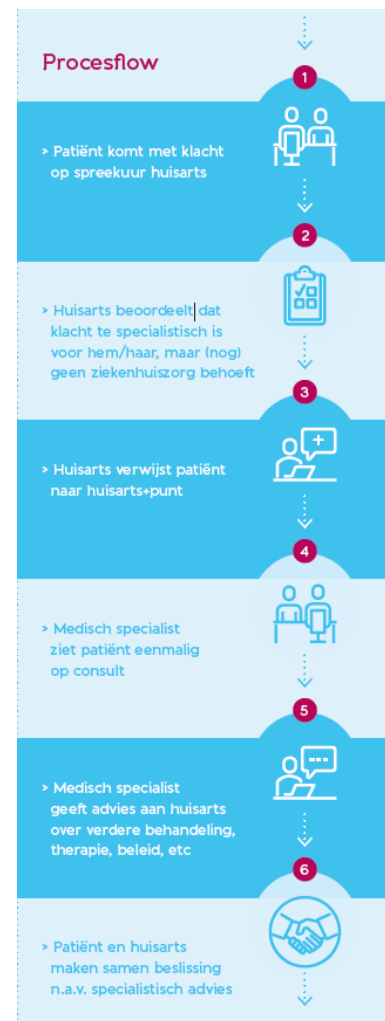 Procesflow
1
> Patiënt komt met klacht
op spreekuur huisarts
2
> Huisarts beoordeelt dat
klacht te specialistisch is
voor hem/haar, maar (nog)
geen ziekenhuiszorg behoeft
3
> Huisarts verwijst patiënt
naar huisarts+punt
4
> Medisch specialist
ziet patiënt eenmalig
op consult
5
> Medisch specialist
geeft advies aan huisarts
over verdere behandeling,
therapie, beleid, etc
6
> Patiënt en huisarts
maken samen beslissing
n.a.v. specialistisch advies